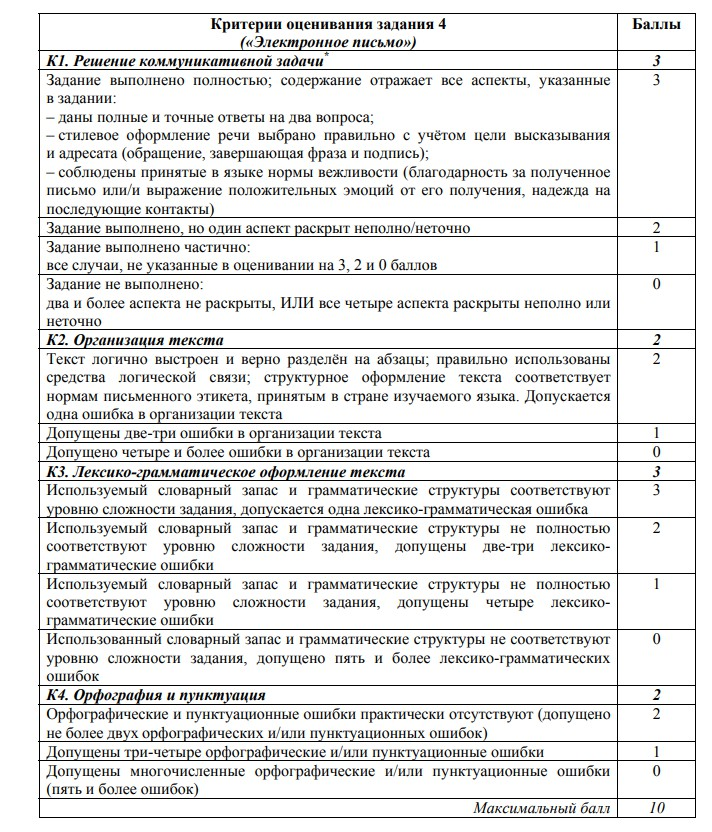 Критерии оценивания задания 4
(«Электронное письмо»)
Баллы
К1. Решение коммуникативной задачи*
3
Задание выполнено полностью; содержание отражает все аспекты, указанные
в задании:
– даны полные и точные ответы на два вопроса;
– стилевое оформление речи выбрано правильно с учётом цели высказывания
и адресата (обращение, завершающая фраза и подпись);
– соблюдены принятые в языке нормы вежливости (благодарность за полученное
письмо или/и выражение положительных эмоций от его получения, надежда на
последующие контакты)
3
Задание выполнено, но один аспект раскрыт неполно/неточно
2
Задание выполнено частично:
все случаи, не указанные в оценивании на 3, 2 и 0 баллов
1
Задание не выполнено:
два и более аспекта не раскрыты, ИЛИ все четыре аспекта раскрыты неполно или
неточно
0
К2. Организация текста
2
Текст логично выстроен и верно разделён на абзацы; правильно использованы
средства логической связи; структурное оформление текста соответствует
нормам письменного этикета, принятым в стране изучаемого языка. Допускается
одна ошибка в организации текста
2
Допущены две-три ошибки в организации текста
1
Допущено четыре и более ошибки в организации текста
0
К3. Лексико-грамматическое оформление текста
3
Используемый словарный запас и грамматические структуры соответствуют
уровню сложности задания, допускается одна лексико-грамматическая ошибка
3
Используемый словарный запас и грамматические структуры не полностью
соответствуют уровню сложности задания, допущены две-три лексико-
грамматические ошибки
2
Используемый словарный запас и грамматические структуры не полностью
соответствуют уровню сложности задания, допущены четыре лексико-
грамматические ошибки
1
Использованный словарный запас и грамматические структуры не соответствуют
уровню сложности задания, допущено пять и более лексико-грамматических
ошибок
0
К4. Орфография и пунктуация
2
Орфографические и пунктуационные ошибки практически отсутствуют (допущено
не более двух орфографических и/или пунктуационных ошибок)
2
Допущены три-четыре орфографические и/или пунктуационные ошибки
1
Допущены многочисленные орфографические и/или пунктуационные ошибки
(пять и более ошибок)
0
Максимальный балл
10